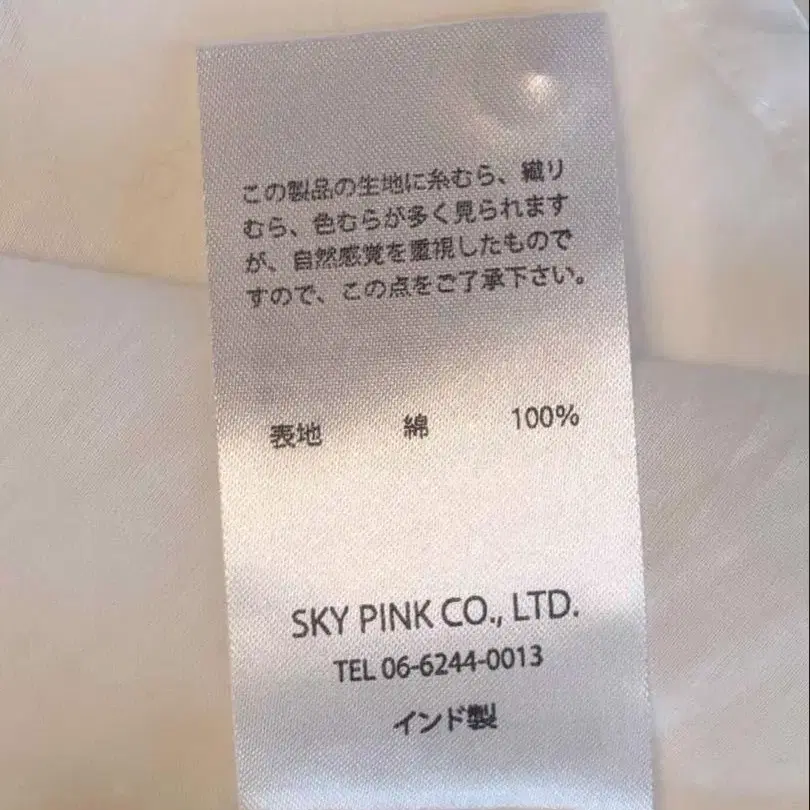 この製品の生地に糸むら、織り
むら、色むらが多く見られます
が、自然感覚を重視したもので
すので、この点をご了承下さい。
表地 綿 100%
SKY PINK CO., LTD.
TEL 06-6244-0013
インド製